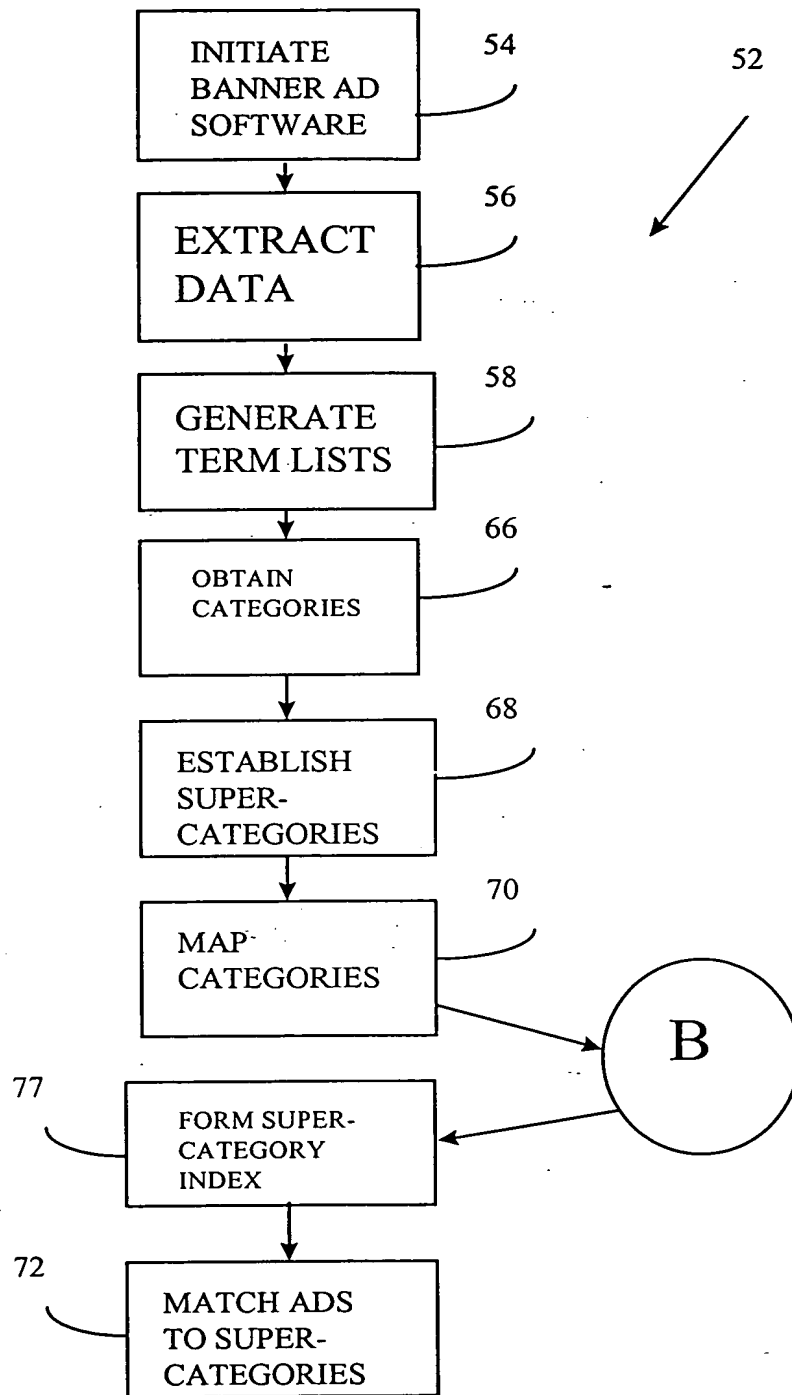 INITIATE
BANNER AD
SOFTWARE
54
52
EXTRACT
DATA
56
GENERATE
TERM LISTS
58
OBTAIN
CATEGORIES
66
ESTABLISH
SUPER-
CATEGORIES
68
MAP
CATEGORIES
70
B
77
FORM SUPER-
CATEGORY
INDEX
72
MATCH ADS
TO SUPER-
CATEGORIES